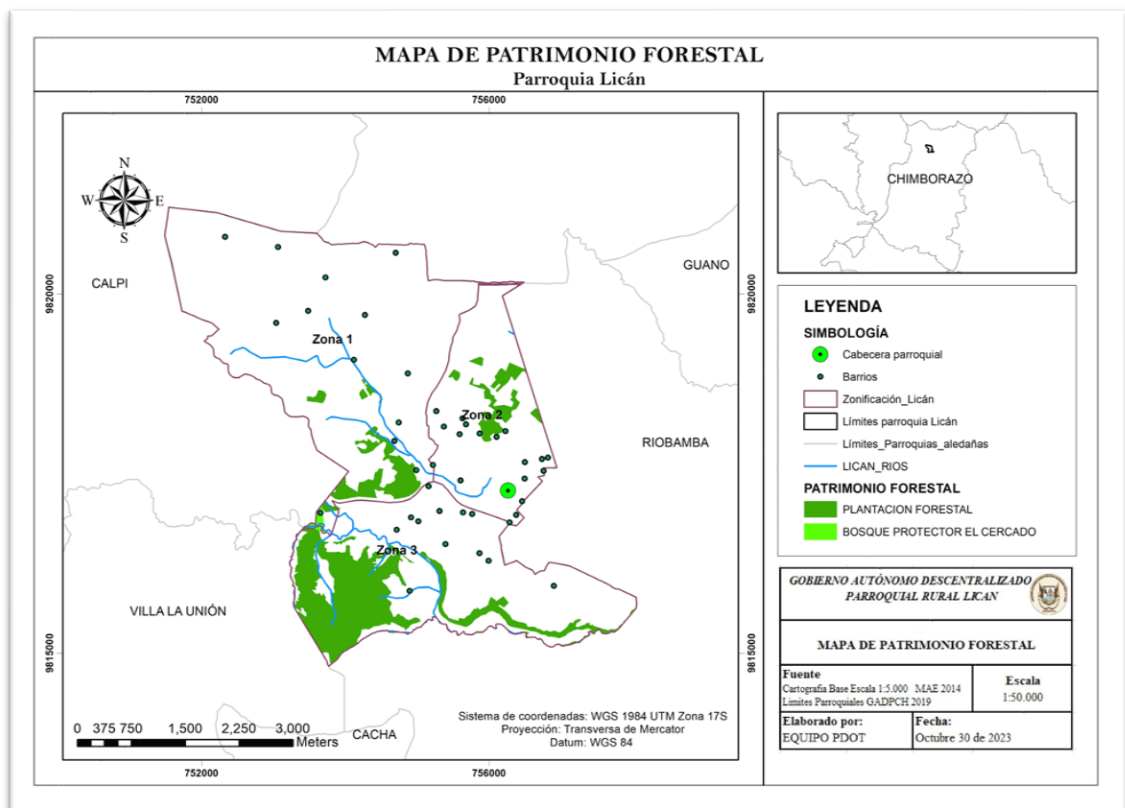 MAPA DE PATRIMONIO FORESTAL
Parroquia Licán
752000
756000
N
W
E
S
CALPI
GUANO
9820000
9820000
Zona 1
Zona 2
RIOBAMBA
Zona 3
VILLA LA UNIÓN
9815000
9815000
CACHA
0 375 750 1,500 2,250 3,000
Meters
Sistema de coordenadas: WGS 1984 UTM Zona 17S
Proyección: Transversa de Mercator
Datum: WGS 84
752000
756000
CHIMBORAZO
LEYENDA
SIMBOLOGÍA
Cabecera parroquial
Barrios
Zonificación_Licán
Límites parroquia Licán
Límites_Parroquias_aledañas
LICAN_RIOS
PATRIMONIO FORESTAL
PLANTACION FORESTAL
BOSQUE PROTECTOR EL CERCADO
GOBIERNO AUTÓNOMO DESCENTRALIZADO
PARROQUIAL RURAL LICAN
MAPA DE PATRIMONIO FORESTAL
Fuente
Cartografia Base Escala 1:5.000 MAE 2014
Limites Parroquiales GADPCH 2019
Escala
1:50.000
Elaborado por:
EQUIPO PDOT
Fecha:
Octubre 30 de 2023